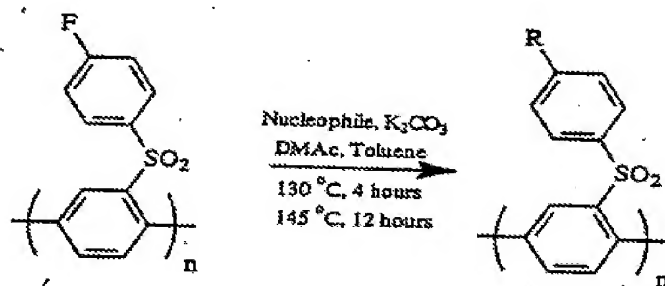 F
R
Nucleophile, K₂CO₃
DMAc, Toluene
130 °C, 4 hours
145 °C, 12 hours
SO₂
SO₂
n
n